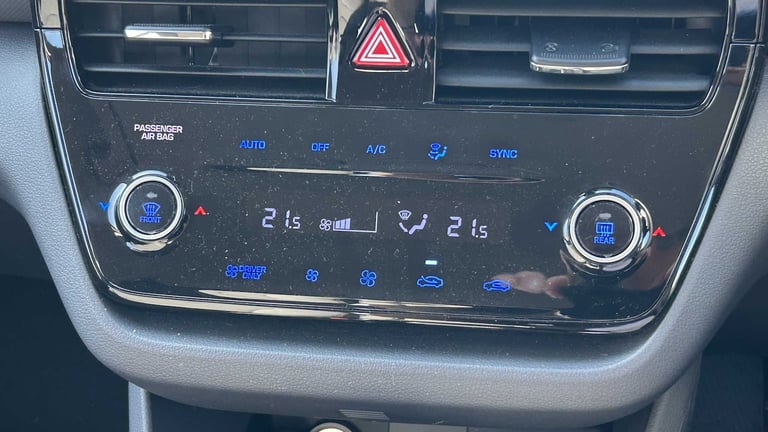 PASSENGER
AIR BAG
AUTO OFF A/C SYNC
FRONT
21.5 21.5
REAR
DRIVER
ONLY